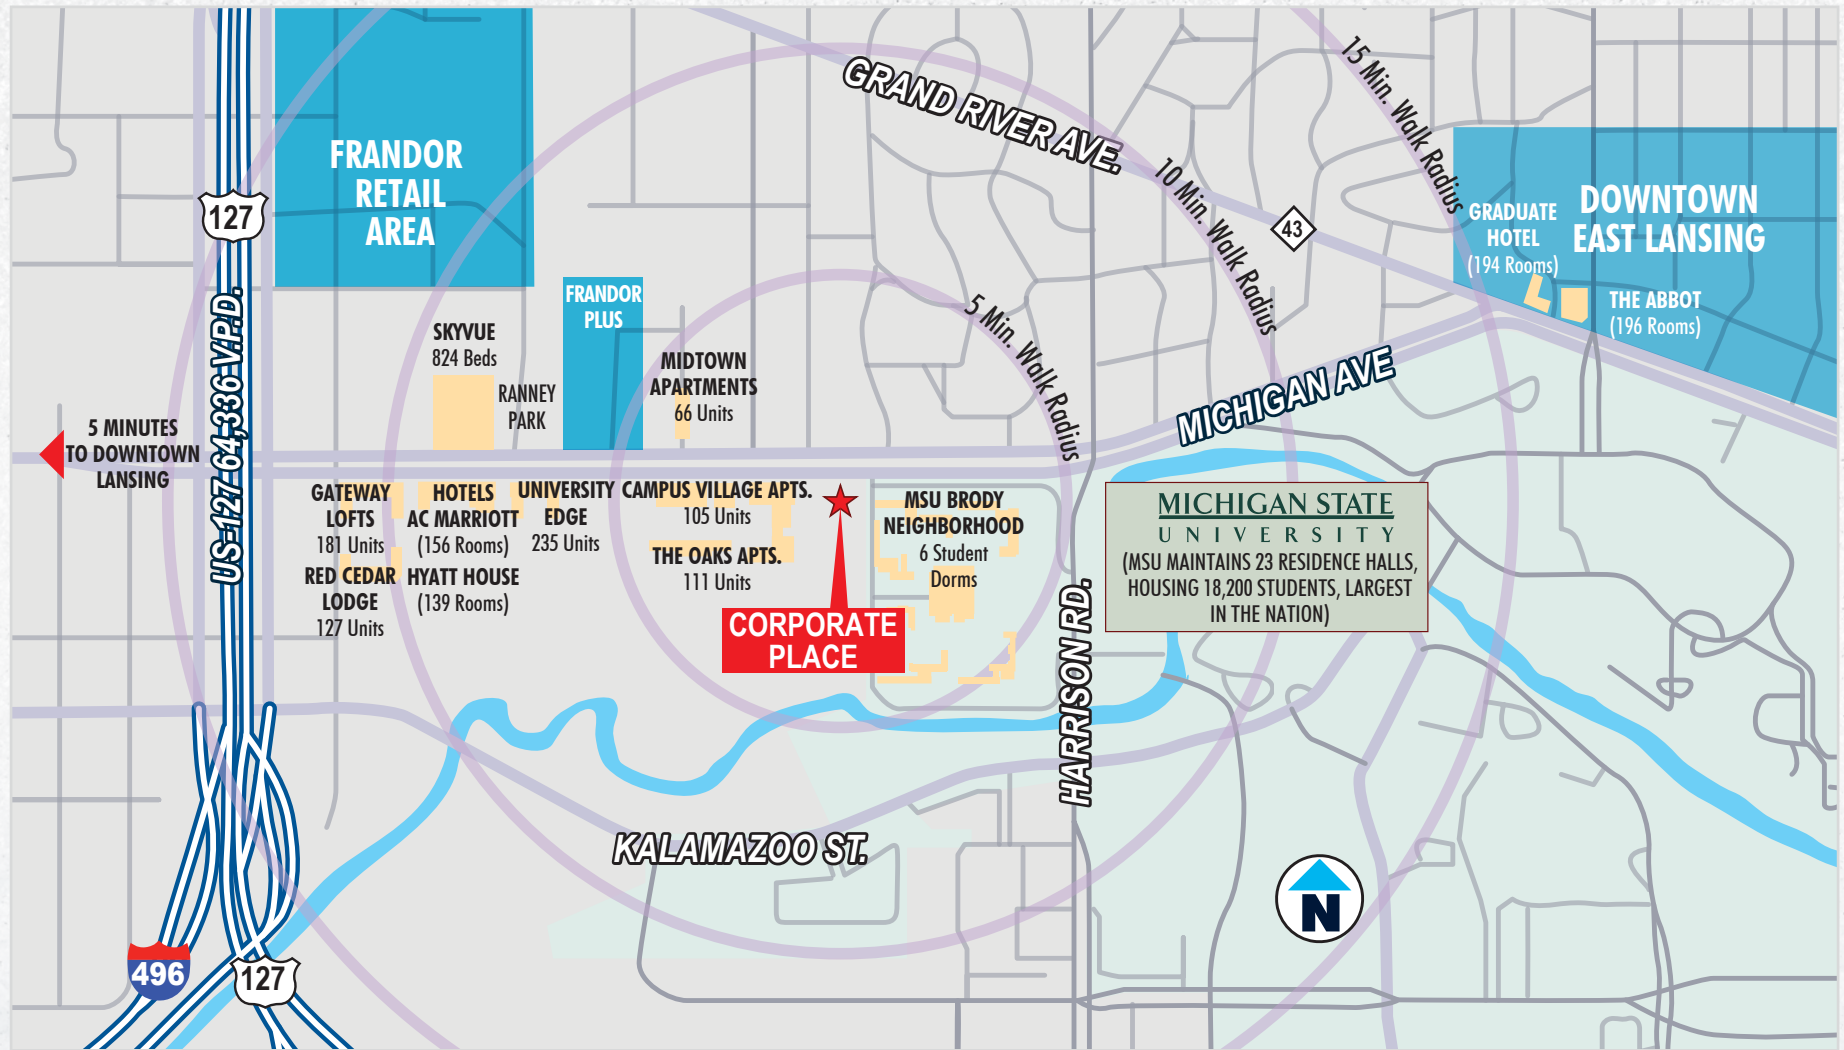 FRANDOR
RETAIL
AREA
127
US-127 64,336 V.P.D.
GRAND RIVER AVE.
15 Min. Walk Radius
10 Min. Walk Radius
5 Min. Walk Radius
43
GRADUATE
HOTEL
(194 Rooms)
DOWNTOWN
EAST LANSING
THE ABBOT
(196 Rooms)
FRANDOR
PLUS
SKYVUE
824 Beds
RANNEY
PARK
MIDTOWN
APARTMENTS
66 Units
MICHIGAN AVE
5 MINUTES
TO DOWNTOWN
LANSING
GATEWAY
LOFTS
181 Units
RED CEDAR
LODGE
127 Units
HOTELS
AC MARRIOTT
(156 Rooms)
HYATT HOUSE
(139 Rooms)
UNIVERSITY
EDGE
235 Units
CAMPUS VILLAGE APTS.
105 Units
THE OAKS APTS.
111 Units
CORPORATE
PLACE
MSU BRODY
NEIGHBORHOOD
6 Student
Dorms
HARRISON RD.
MICHIGAN STATE
UNIVERSITY
(MSU MAINTAINS 23 RESIDENCE HALLS,
HOUSING 18,200 STUDENTS, LARGEST
IN THE NATION)
KALAMAZOO ST.
N
496
127